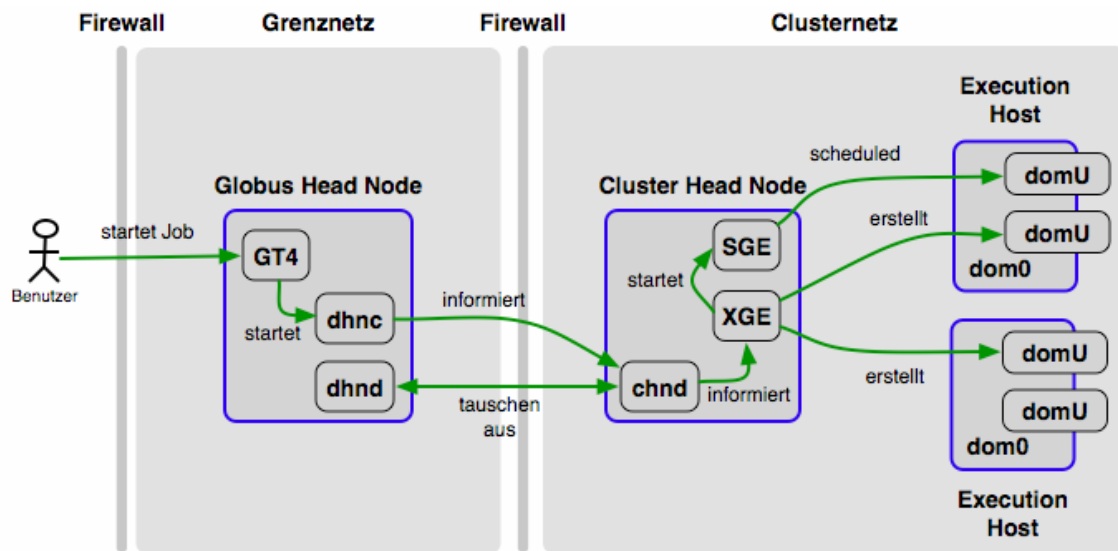 Firewall
Grenznetz
Firewall
Clusternetz
Execution
Host
Globus Head Node
Cluster Head Node
scheduled
domU
startet Job
GT4
SGE
erstellt
domU
dom0
Benutzer
startet
informiert
startet
dhnc
XGE
domU
dhnd
tauschen
aus
chnd
informiert
erstellt
domU
dom0
Execution
Host